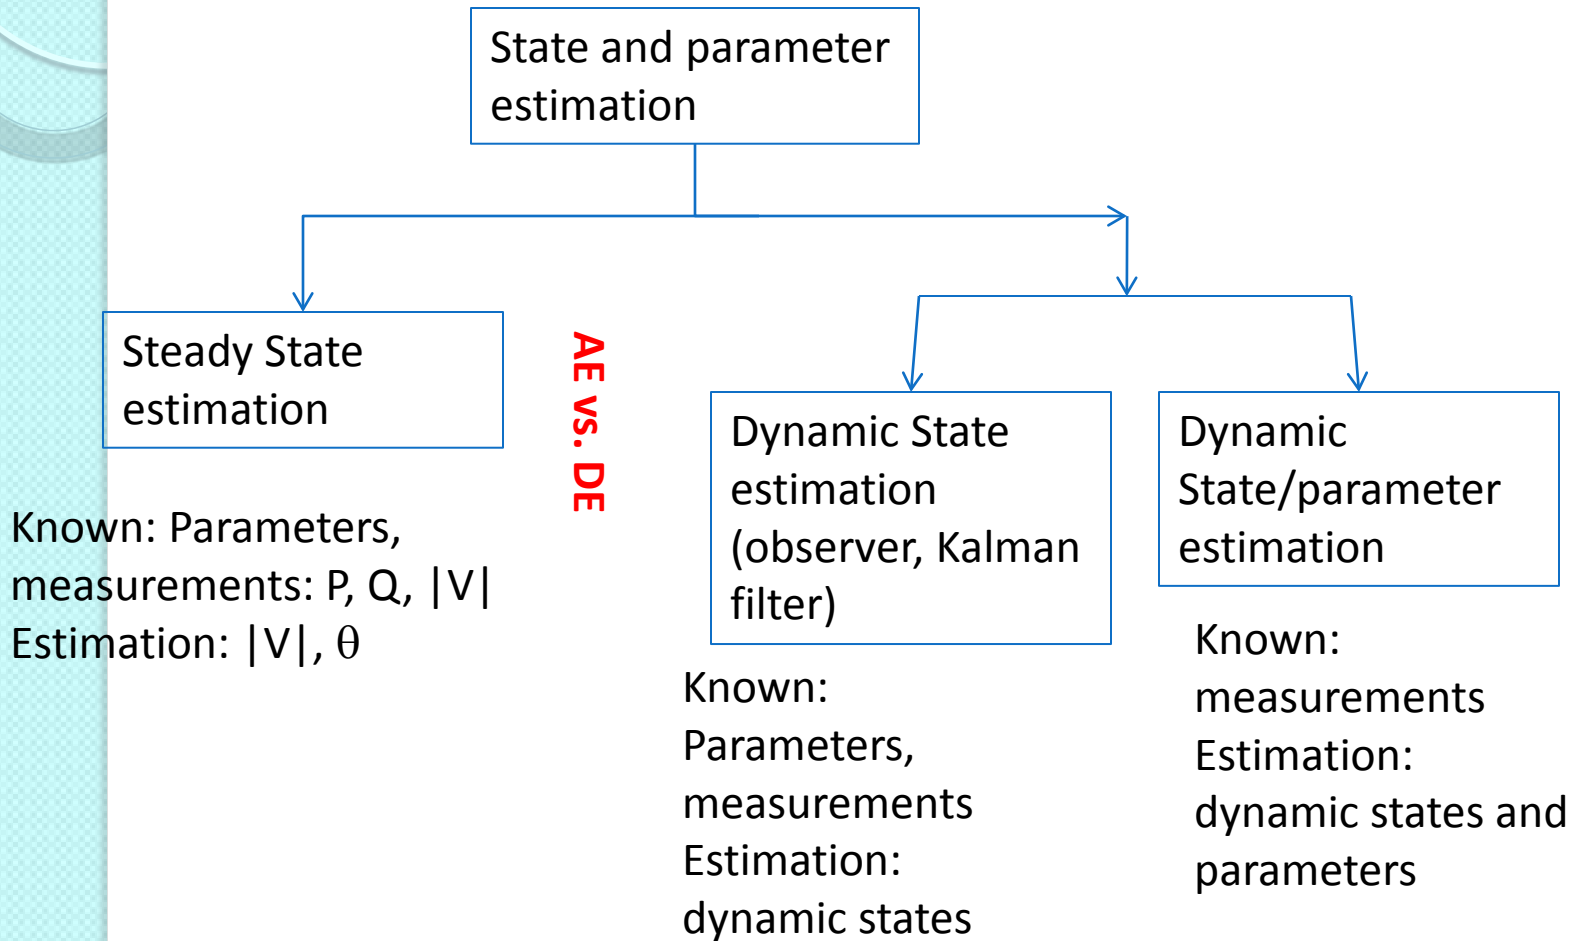 State and parameter
estimation
Steady State
estimation
Known: Parameters,
measurements: P, Q, |V|
Estimation: |V|, θ
AE vs. DE
Dynamic State
estimation
(observer, Kalman
filter)
Known:
Parameters,
measurements
Estimation:
dynamic states
Dynamic
State/parameter
estimation
Known:
measurements
Estimation:
dynamic states and
parameters